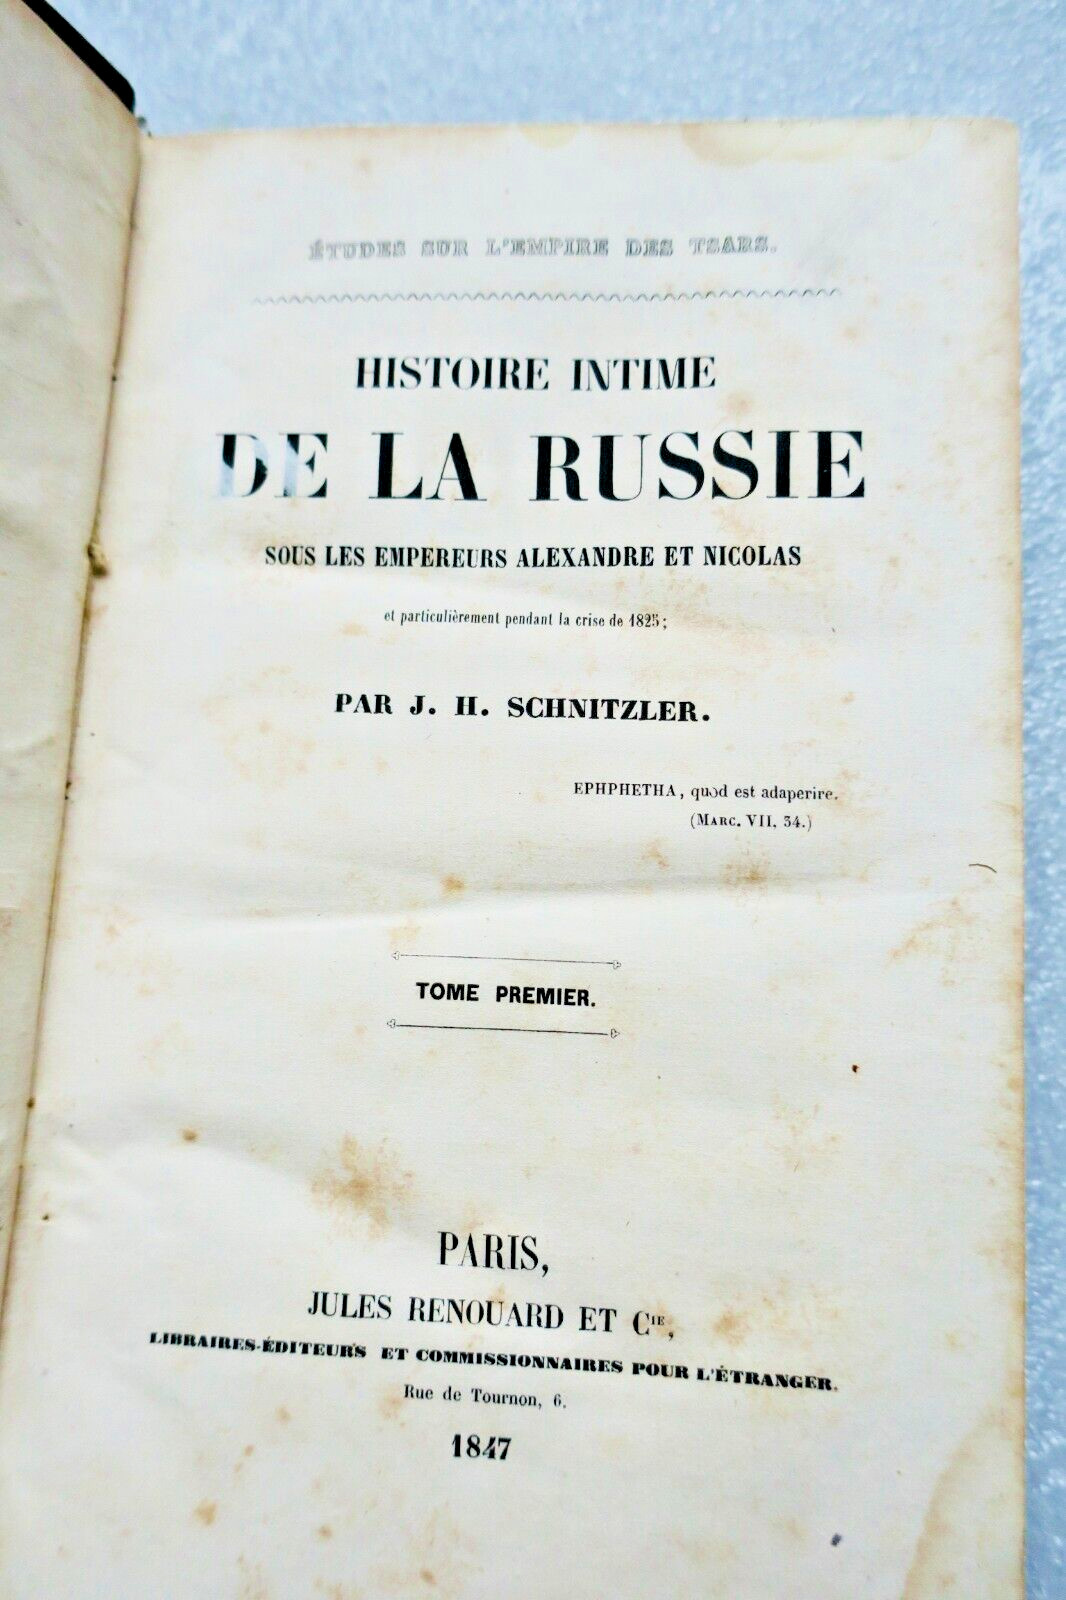 ÉTUDES SUR L'EMPIRE DES TSARS.
HISTOIRE INTIME
DE LA RUSSIE
SOUS LES EMPEREURS ALEXANDRE ET NICOLAS
et particulièrement pendant la crise de 1825;
PAR J. H. SCHNITZLER.
EPHPHETHA, quod est adaperire.
(MARC. VII, 34.)
TOME PREMIER.
PARIS,
JULES RENOUARD ET CIE,
LIBRAIRES-ÉDITEURS ET COMMISSIONNAIRES POUR L'ÉTRANGER.
Rue de Tournon, 6.
1847